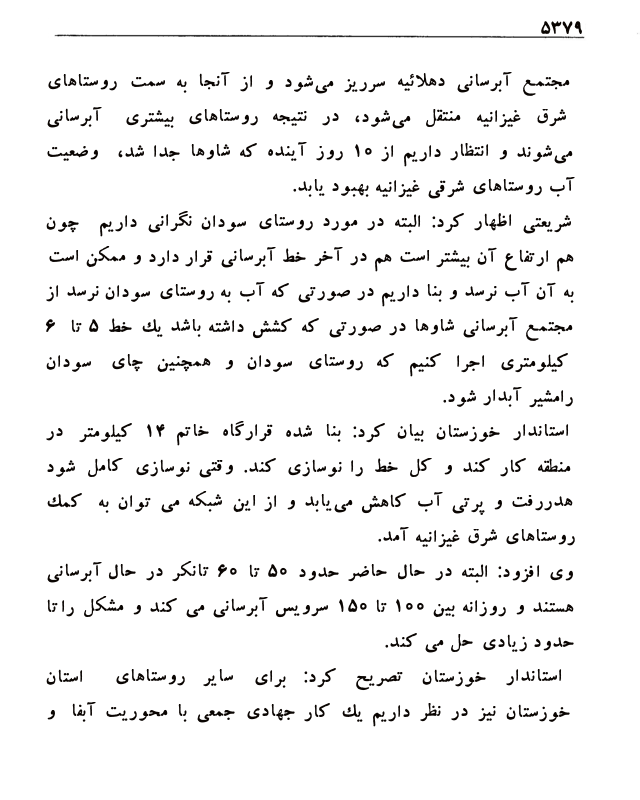 ۵۳۷۹
مجتمع آبرسانی دهلائیه سرریز می‌شود و از آنجا به سمت روستاهای
شرق غیزانیه منتقل می‌شود، در نتیجه روستاهای بیشتری آبرسانی
می‌شوند و انتظار داریم از ۱۰ روز آینده که شاوها جدا شد، وضعیت
آب روستاهای شرقی غیزانیه بهبود یابد.
شریعتی اظهار کرد: البته در مورد روستای سودان نگرانی داریم چون
هم ارتفاع آن بیشتر است هم در آخر خط آبرسانی قرار دارد و ممکن است
به آن آب نرسد و بنا داریم در صورتی که آب به روستای سودان نرسد از
مجتمع آبرسانی شاوها در صورتی که کشش داشته باشد یك خط ۵ تا ۶
کیلومتری اجرا کنیم که روستای سودان و همچنین چای سودان
رامشیر آبدار شود.
استاندار خوزستان بیان کرد: بنا شده قرارگاه خاتم ۱۴ کیلومتر در
منطقه کار کند و کل خط را نوسازی کند. وقتی نوسازی کامل شود
هدررفت و پرتی آب کاهش می‌یابد و از این شبکه می توان به کمك
روستاهای شرق غیزانیه آمد.
وی افزود: البته در حال حاضر حدود ۵۰ تا ۶۰ تانکر در حال آبرسانی
هستند و روزانه بین ۱۰۰ تا ۱۵۰ سرویس آبرسانی می کند و مشکل را تا
حدود زیادی حل می کند.
استاندار خوزستان تصریح کرد: برای سایر روستاهای استان
خوزستان نیز در نظر داریم یك کار جهادی جمعی با محوریت آبفا و